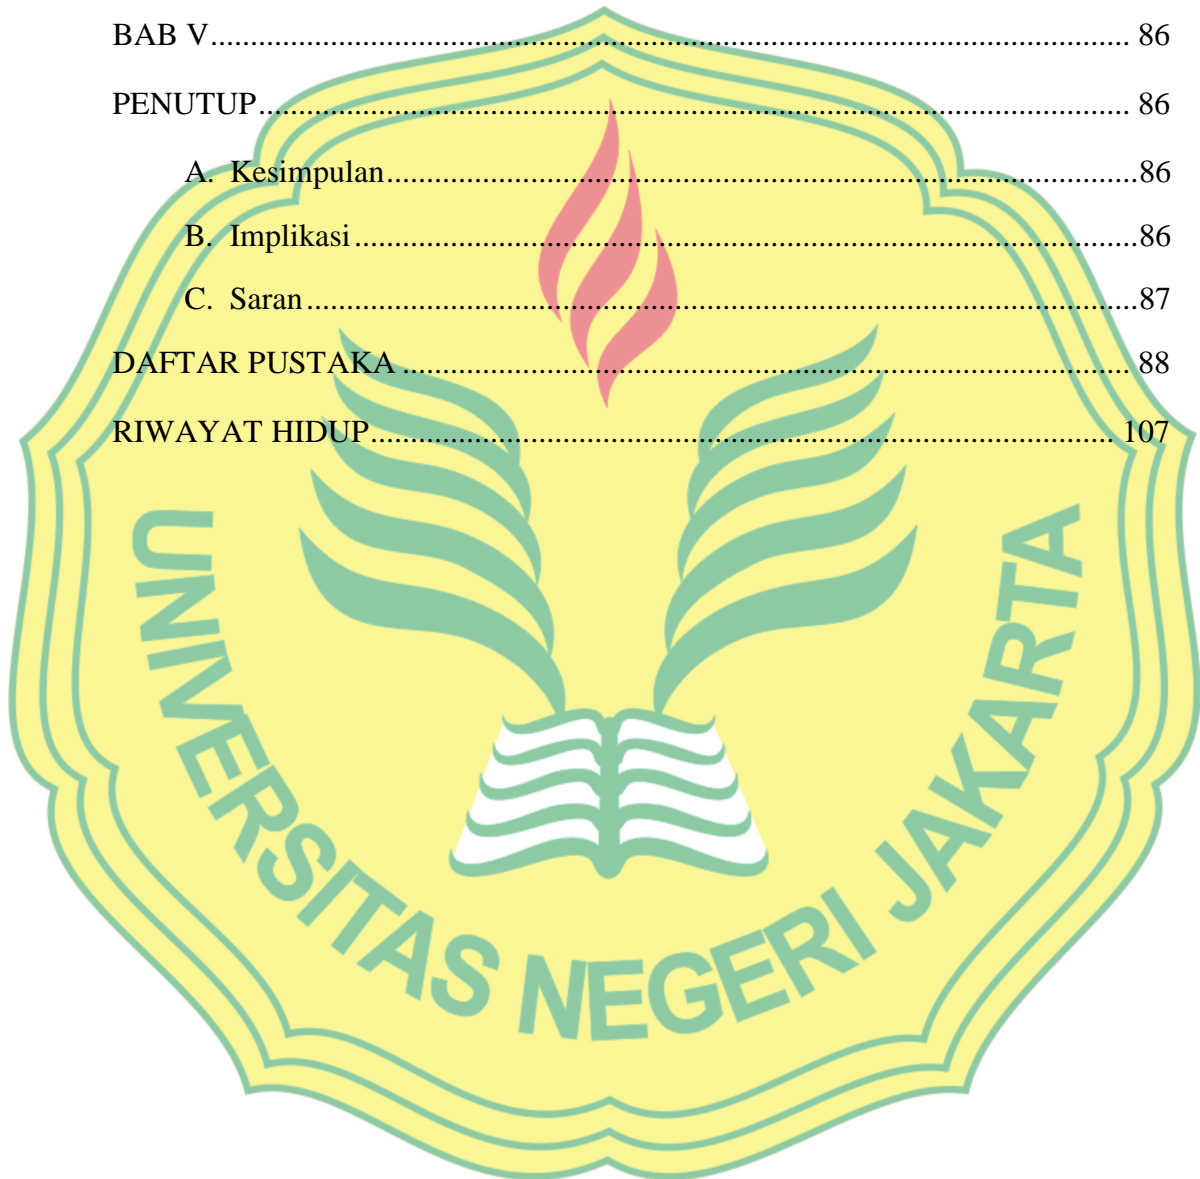 BAB V.................................................................................................................... 86
PENUTUP.............................................................................................................. 86
A. Kesimpulan...............................................................................................86
B. Implikasi...................................................................................................86
C. Saran.........................................................................................................87
DAFTAR PUSTAKA............................................................................................ 88
RIWAYAT HIDUP.............................................................................................. 107
UNIVERSITAS NEGERI JAKARTA